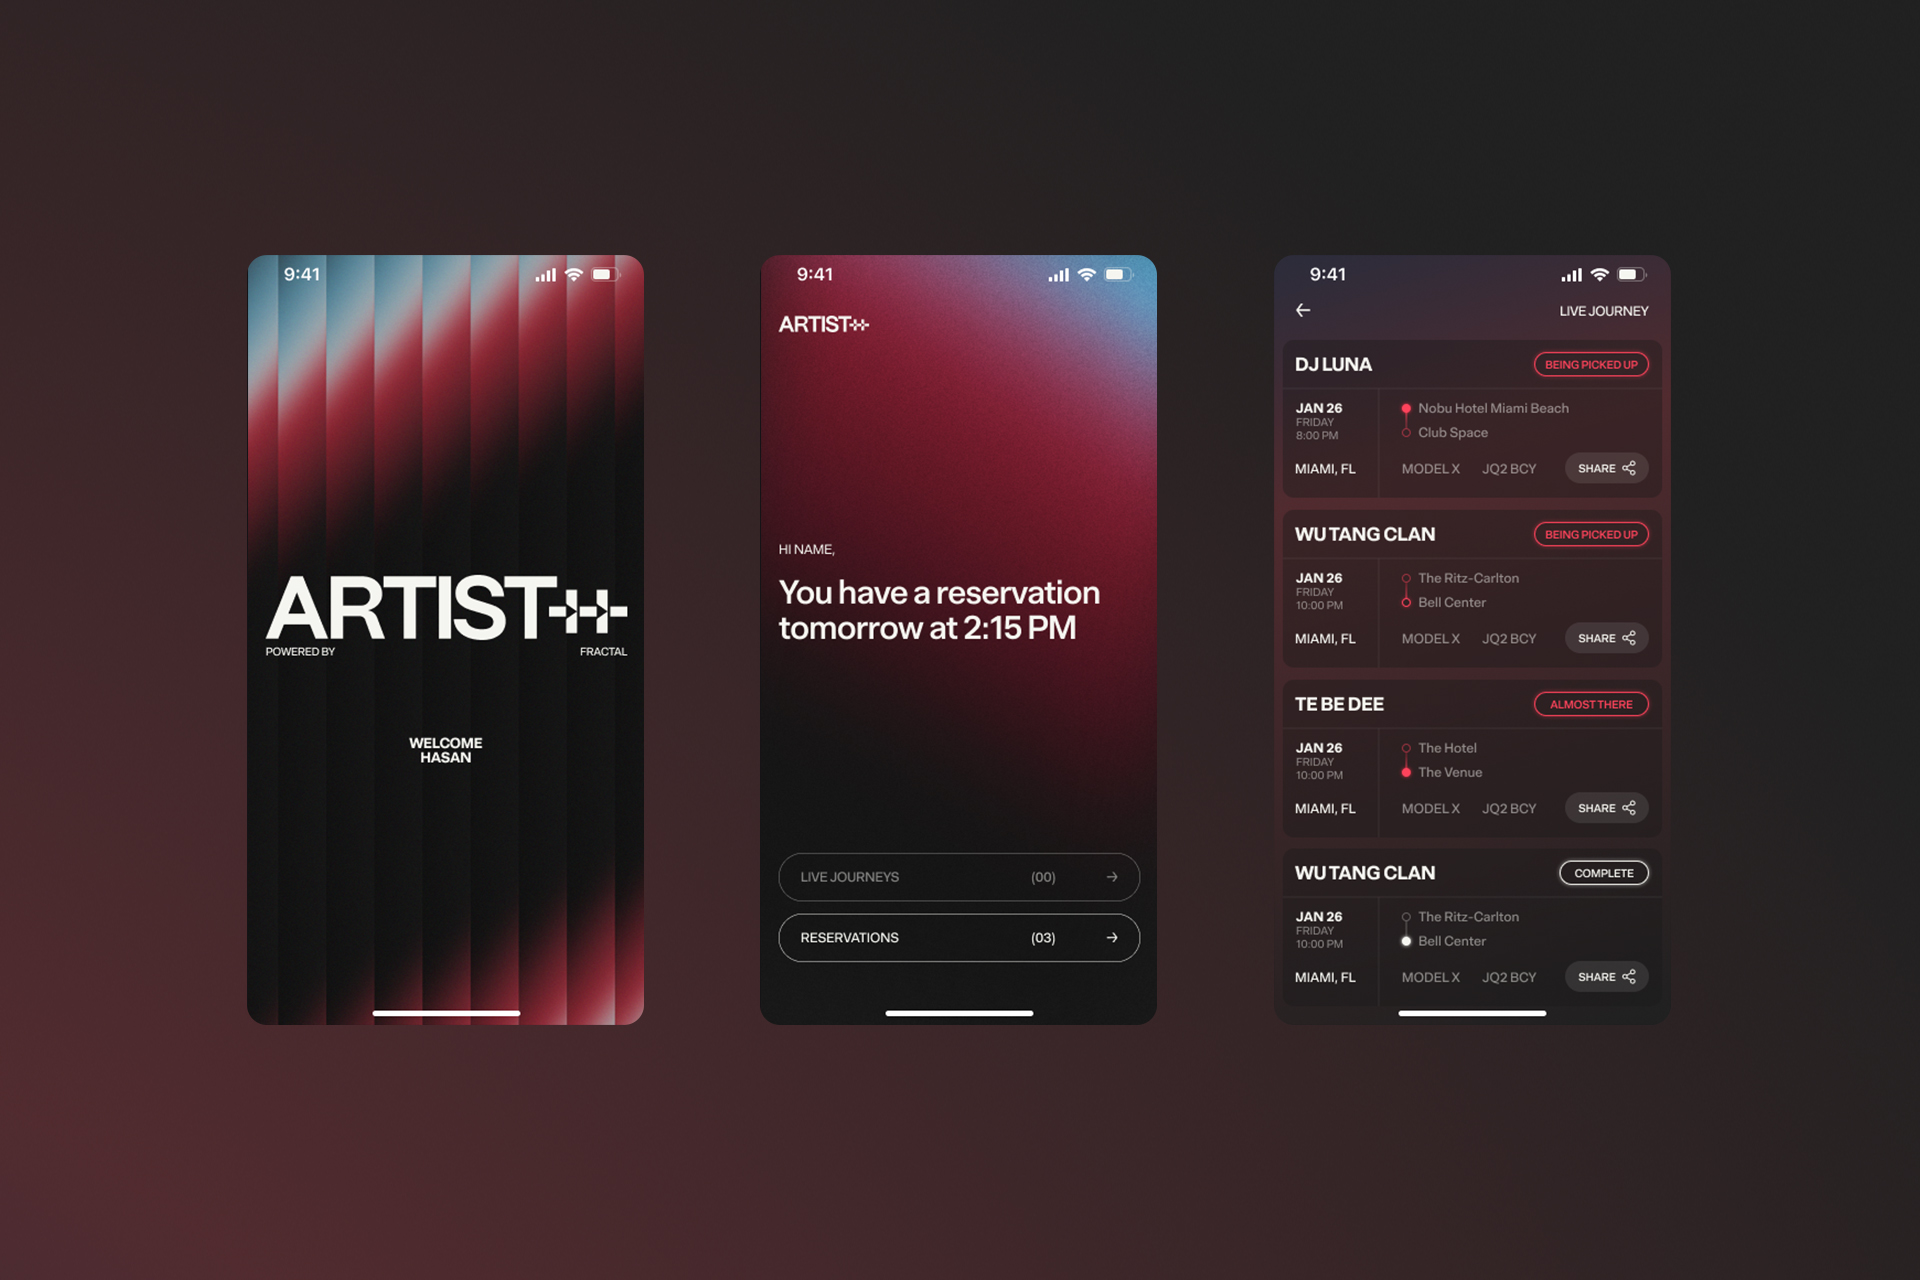 9:41
ARTIST++
POWERED BY FRACTAL
WELCOME
HASAN
9:41
ARTIST++
HI NAME,
You have a reservation
tomorrow at 2:15 PM
LIVE JOURNEYS (00)
RESERVATIONS (03)
9:41
LIVE JOURNEY
DJ LUNA BEING PICKED UP
JAN 26 Nobu Hotel Miami Beach
FRIDAY
8:00 PM Club Space
MIAMI, FL MODEL X JQ2 BCY SHARE
WU TANG CLAN BEING PICKED UP
JAN 26 The Ritz-Carlton
FRIDAY
10:00 PM Bell Center
MIAMI, FL MODEL X JQ2 BCY SHARE
TE BE DEE ALMOST THERE
JAN 26 The Hotel
FRIDAY
10:00 PM The Venue
MIAMI, FL MODEL X JQ2 BCY SHARE
WU TANG CLAN COMPLETE
JAN 26 The Ritz-Carlton
FRIDAY
10:00 PM Bell Center
MIAMI, FL MODEL X JQ2 BCY SHARE